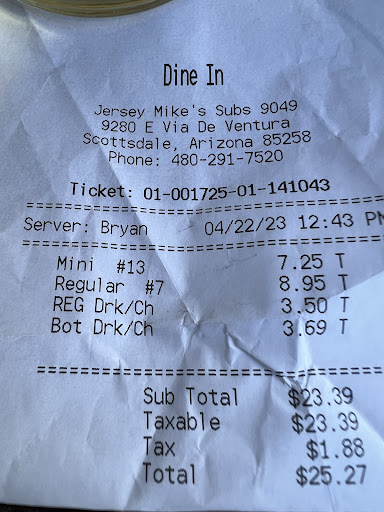 Dine In
Jersey Mike's Subs 9049
9280 E Via De Ventura
Scottsdale, Arizona 85258
Phone: 480-291-7520
Ticket: 01-001725-01-141043
Server: Bryan 04/22/23 12:43 PM
Mini #13 7.25 T
Regular #7 8.95 T
REG Drk/Ch 3.50 T
Bot Drk/Ch 3.69 T
Sub Total $23.39
Taxable $23.39
Tax $1.88
Total $25.27